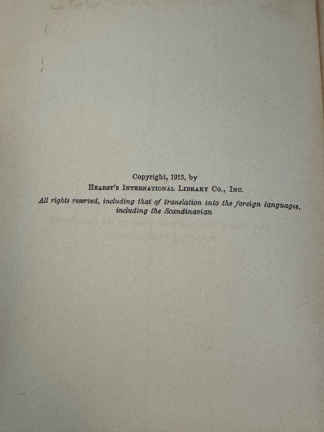 Copyright, 1915, by
Hearst's International Library Co., Inc.
All rights reserved, including that of translation into the foreign languages,
including the Scandinavian